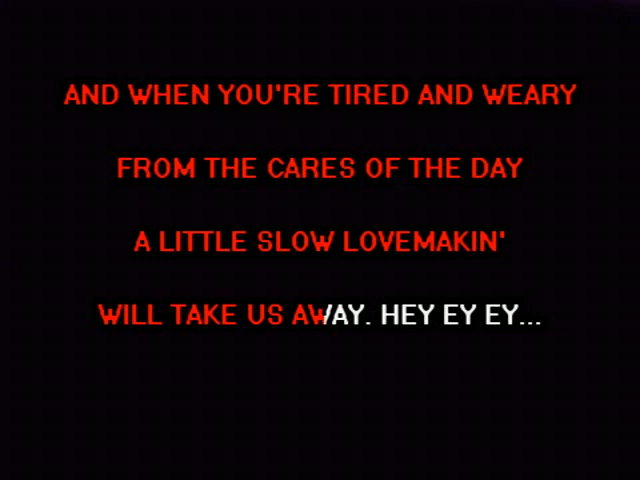 AND WHEN YOU'RE TIRED AND WEARY
FROM THE CARES OF THE DAY
A LITTLE SLOW LOVEMAKIN'
WILL TAKE US AWAY. HEY EY EY...